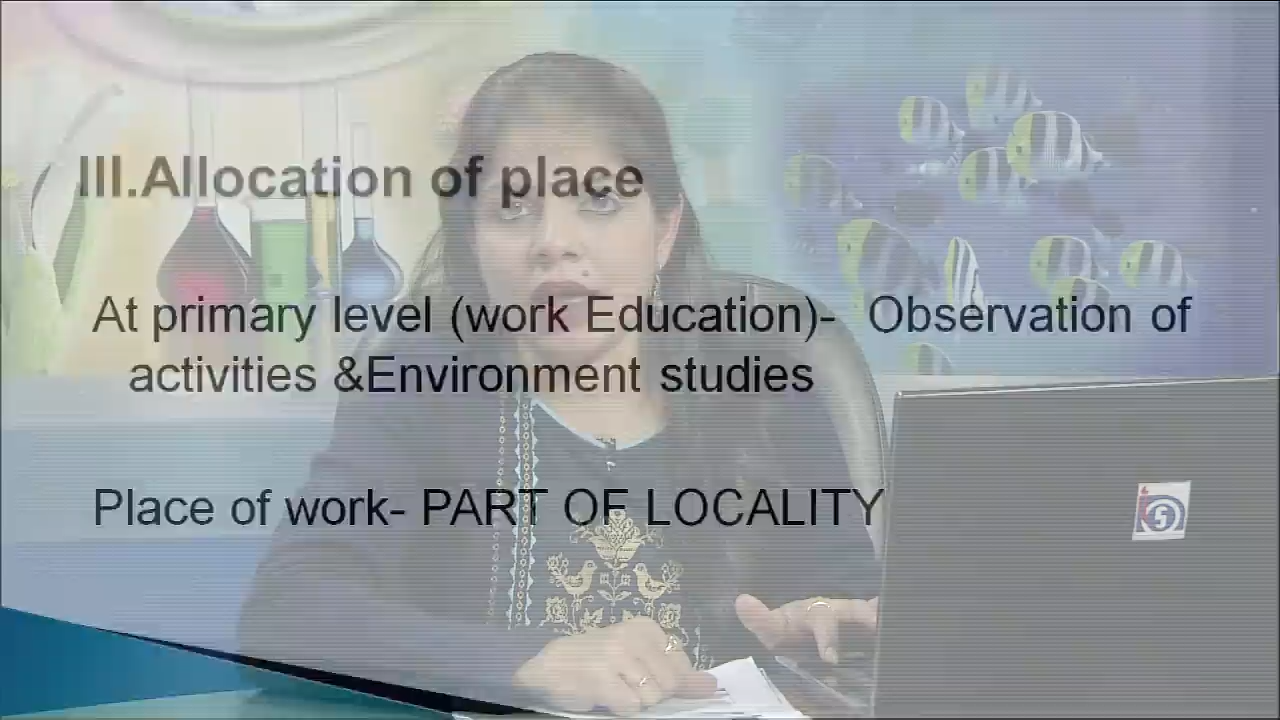 III.Allocation of place
At primary level (work Education)- Observation of
activities &Environment studies
Place of work- PART OF LOCALITY